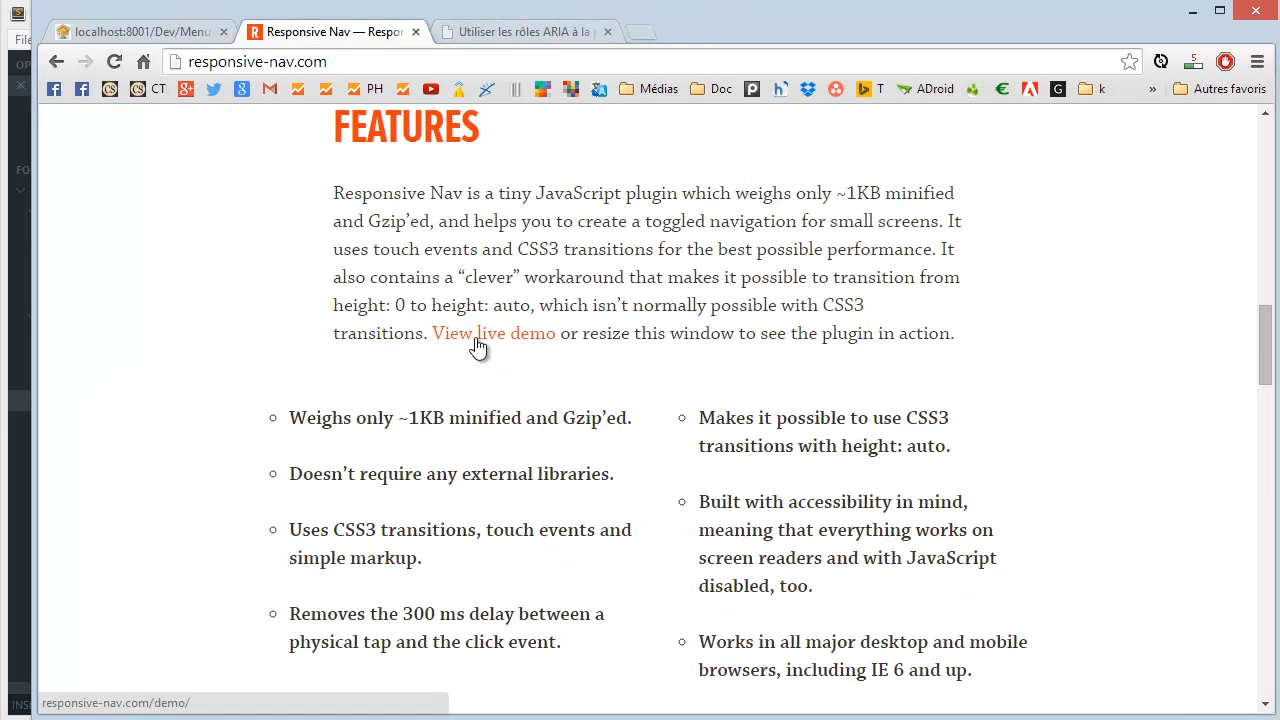 localhost:8001/Dev/Menu
Responsive Nav — Respo
Utiliser les rôles ARIA à la
File
responsive-nav.com
5
CT
PH
Médias
Doc
T
ADroid
k
»
Autres favoris
FEATURES
Responsive Nav is a tiny JavaScript plugin which weighs only ~1KB minified
and Gzip’ed, and helps you to create a toggled navigation for small screens. It
uses touch events and CSS3 transitions for the best possible performance. It
also contains a “clever” workaround that makes it possible to transition from
height: 0 to height: auto, which isn’t normally possible with CSS3
transitions. View live demo or resize this window to see the plugin in action.
Weighs only ~1KB minified and Gzip’ed.
Doesn’t require any external libraries.
Uses CSS3 transitions, touch events and
simple markup.
Removes the 300 ms delay between a
physical tap and the click event.
Makes it possible to use CSS3
transitions with height: auto.
Built with accessibility in mind,
meaning that everything works on
screen readers and with JavaScript
disabled, too.
Works in all major desktop and mobile
browsers, including IE 6 and up.
responsive-nav.com/demo/